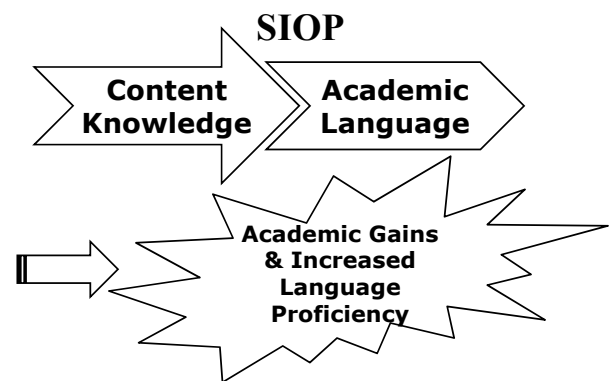 SIOP
Content
Knowledge
Academic
Language
Academic Gains
& Increased
Language
Proficiency